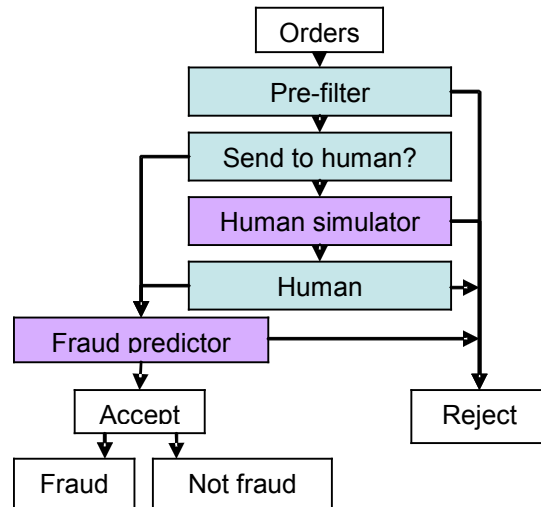 Orders
Pre-filter
Send to human?
Human simulator
Human
Fraud predictor
Accept
Reject
Fraud
Not fraud